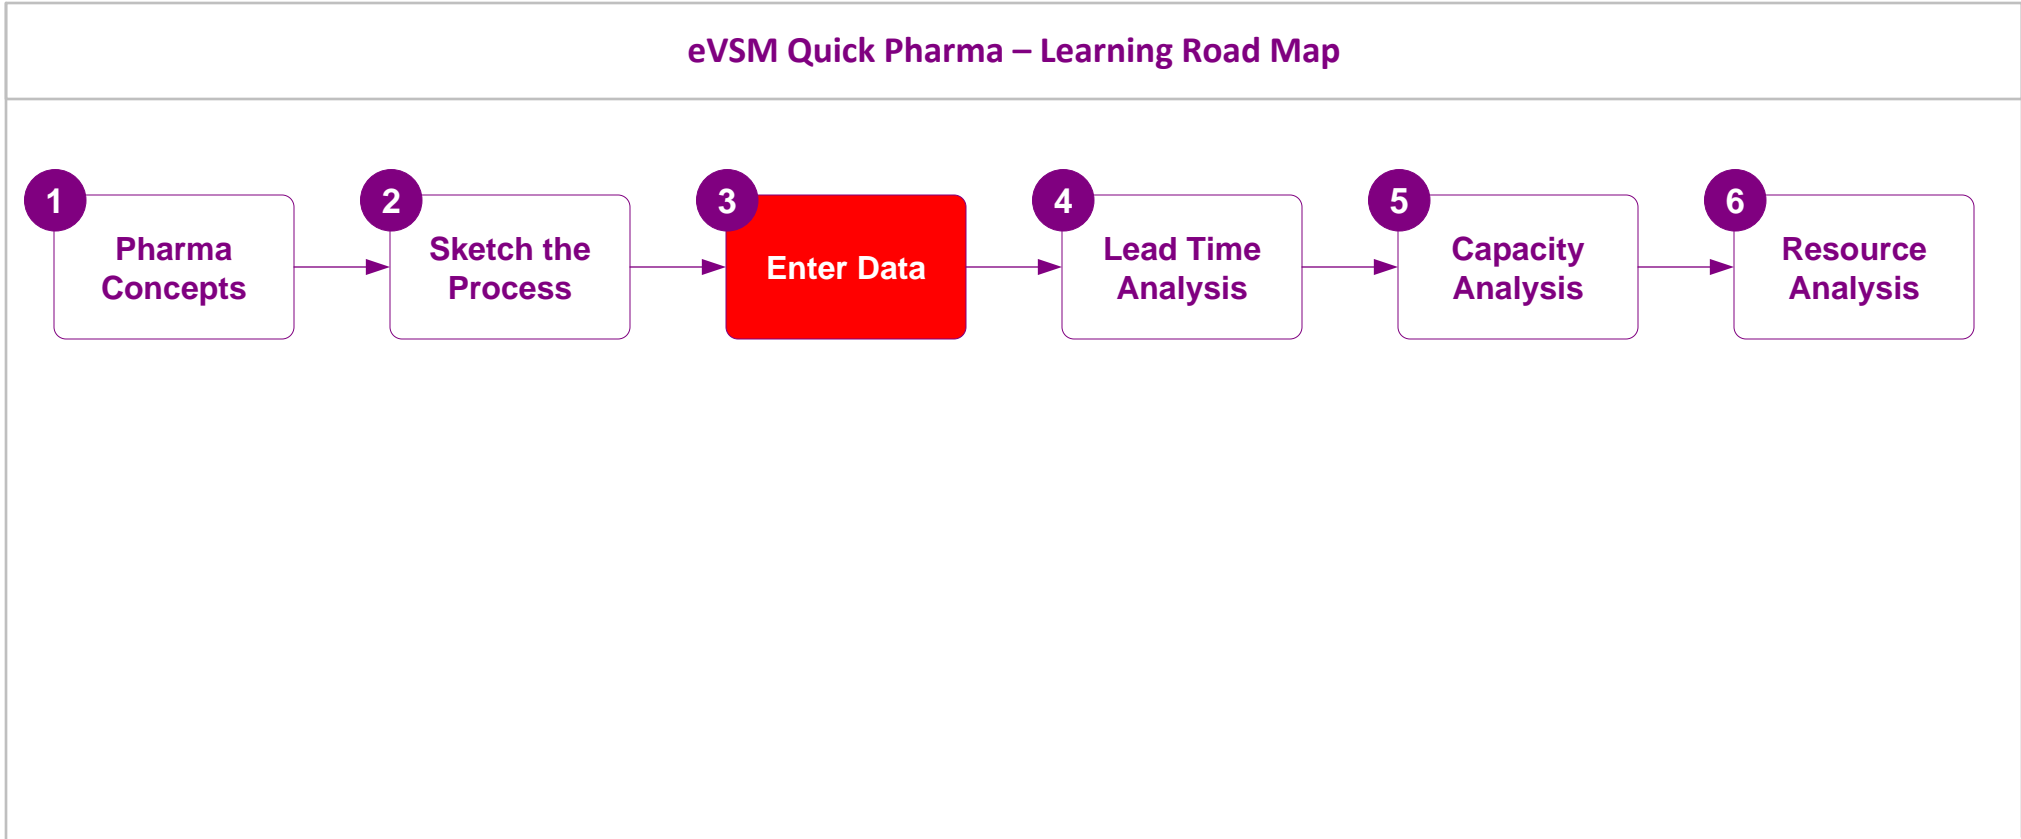 eVSM Quick Pharma – Learning Road Map
1
Pharma
Concepts
2
Sketch the
Process
3
Enter Data
4
Lead Time
Analysis
5
Capacity
Analysis
6
Resource
Analysis